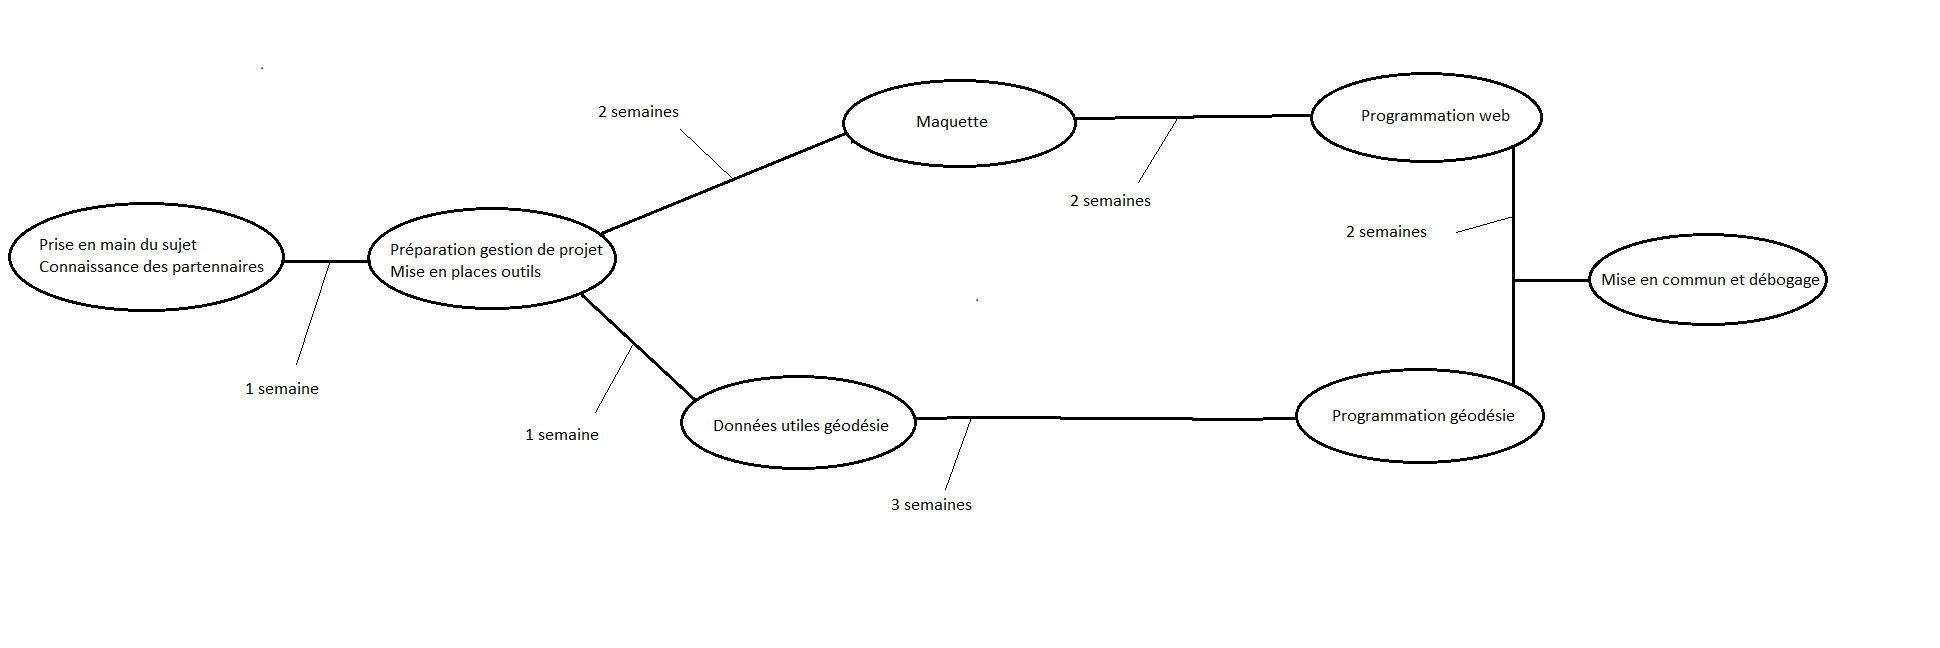 2 semaines
Maquette
Programmation web
2 semaines
2 semaines
Prise en main du sujet
Connaissance des partennaires
Préparation gestion de projet
Mise en places outils
Mise en commun et débogage
1 semaine
1 semaine
Données utiles géodésie
Programmation géodésie
3 semaines